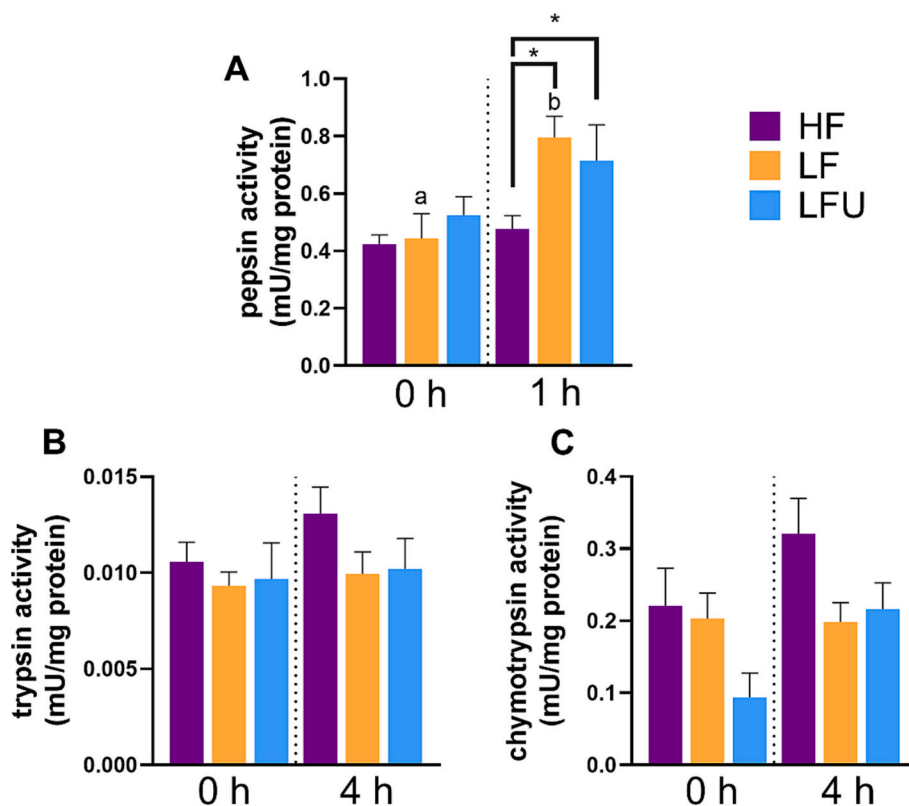 A
pepsin activity
(mU/mg protein)
1.0
0.8
0.6
0.4
0.2
0.0
a
b
*
*
0 h
1 h
HF
LF
LFU
B
trypsin activity
(mU/mg protein)
0.015
0.010
0.005
0.000
0 h
4 h
C
chymotrypsin activity
(mU/mg protein)
0.4
0.3
0.2
0.1
0.0
0 h
4 h